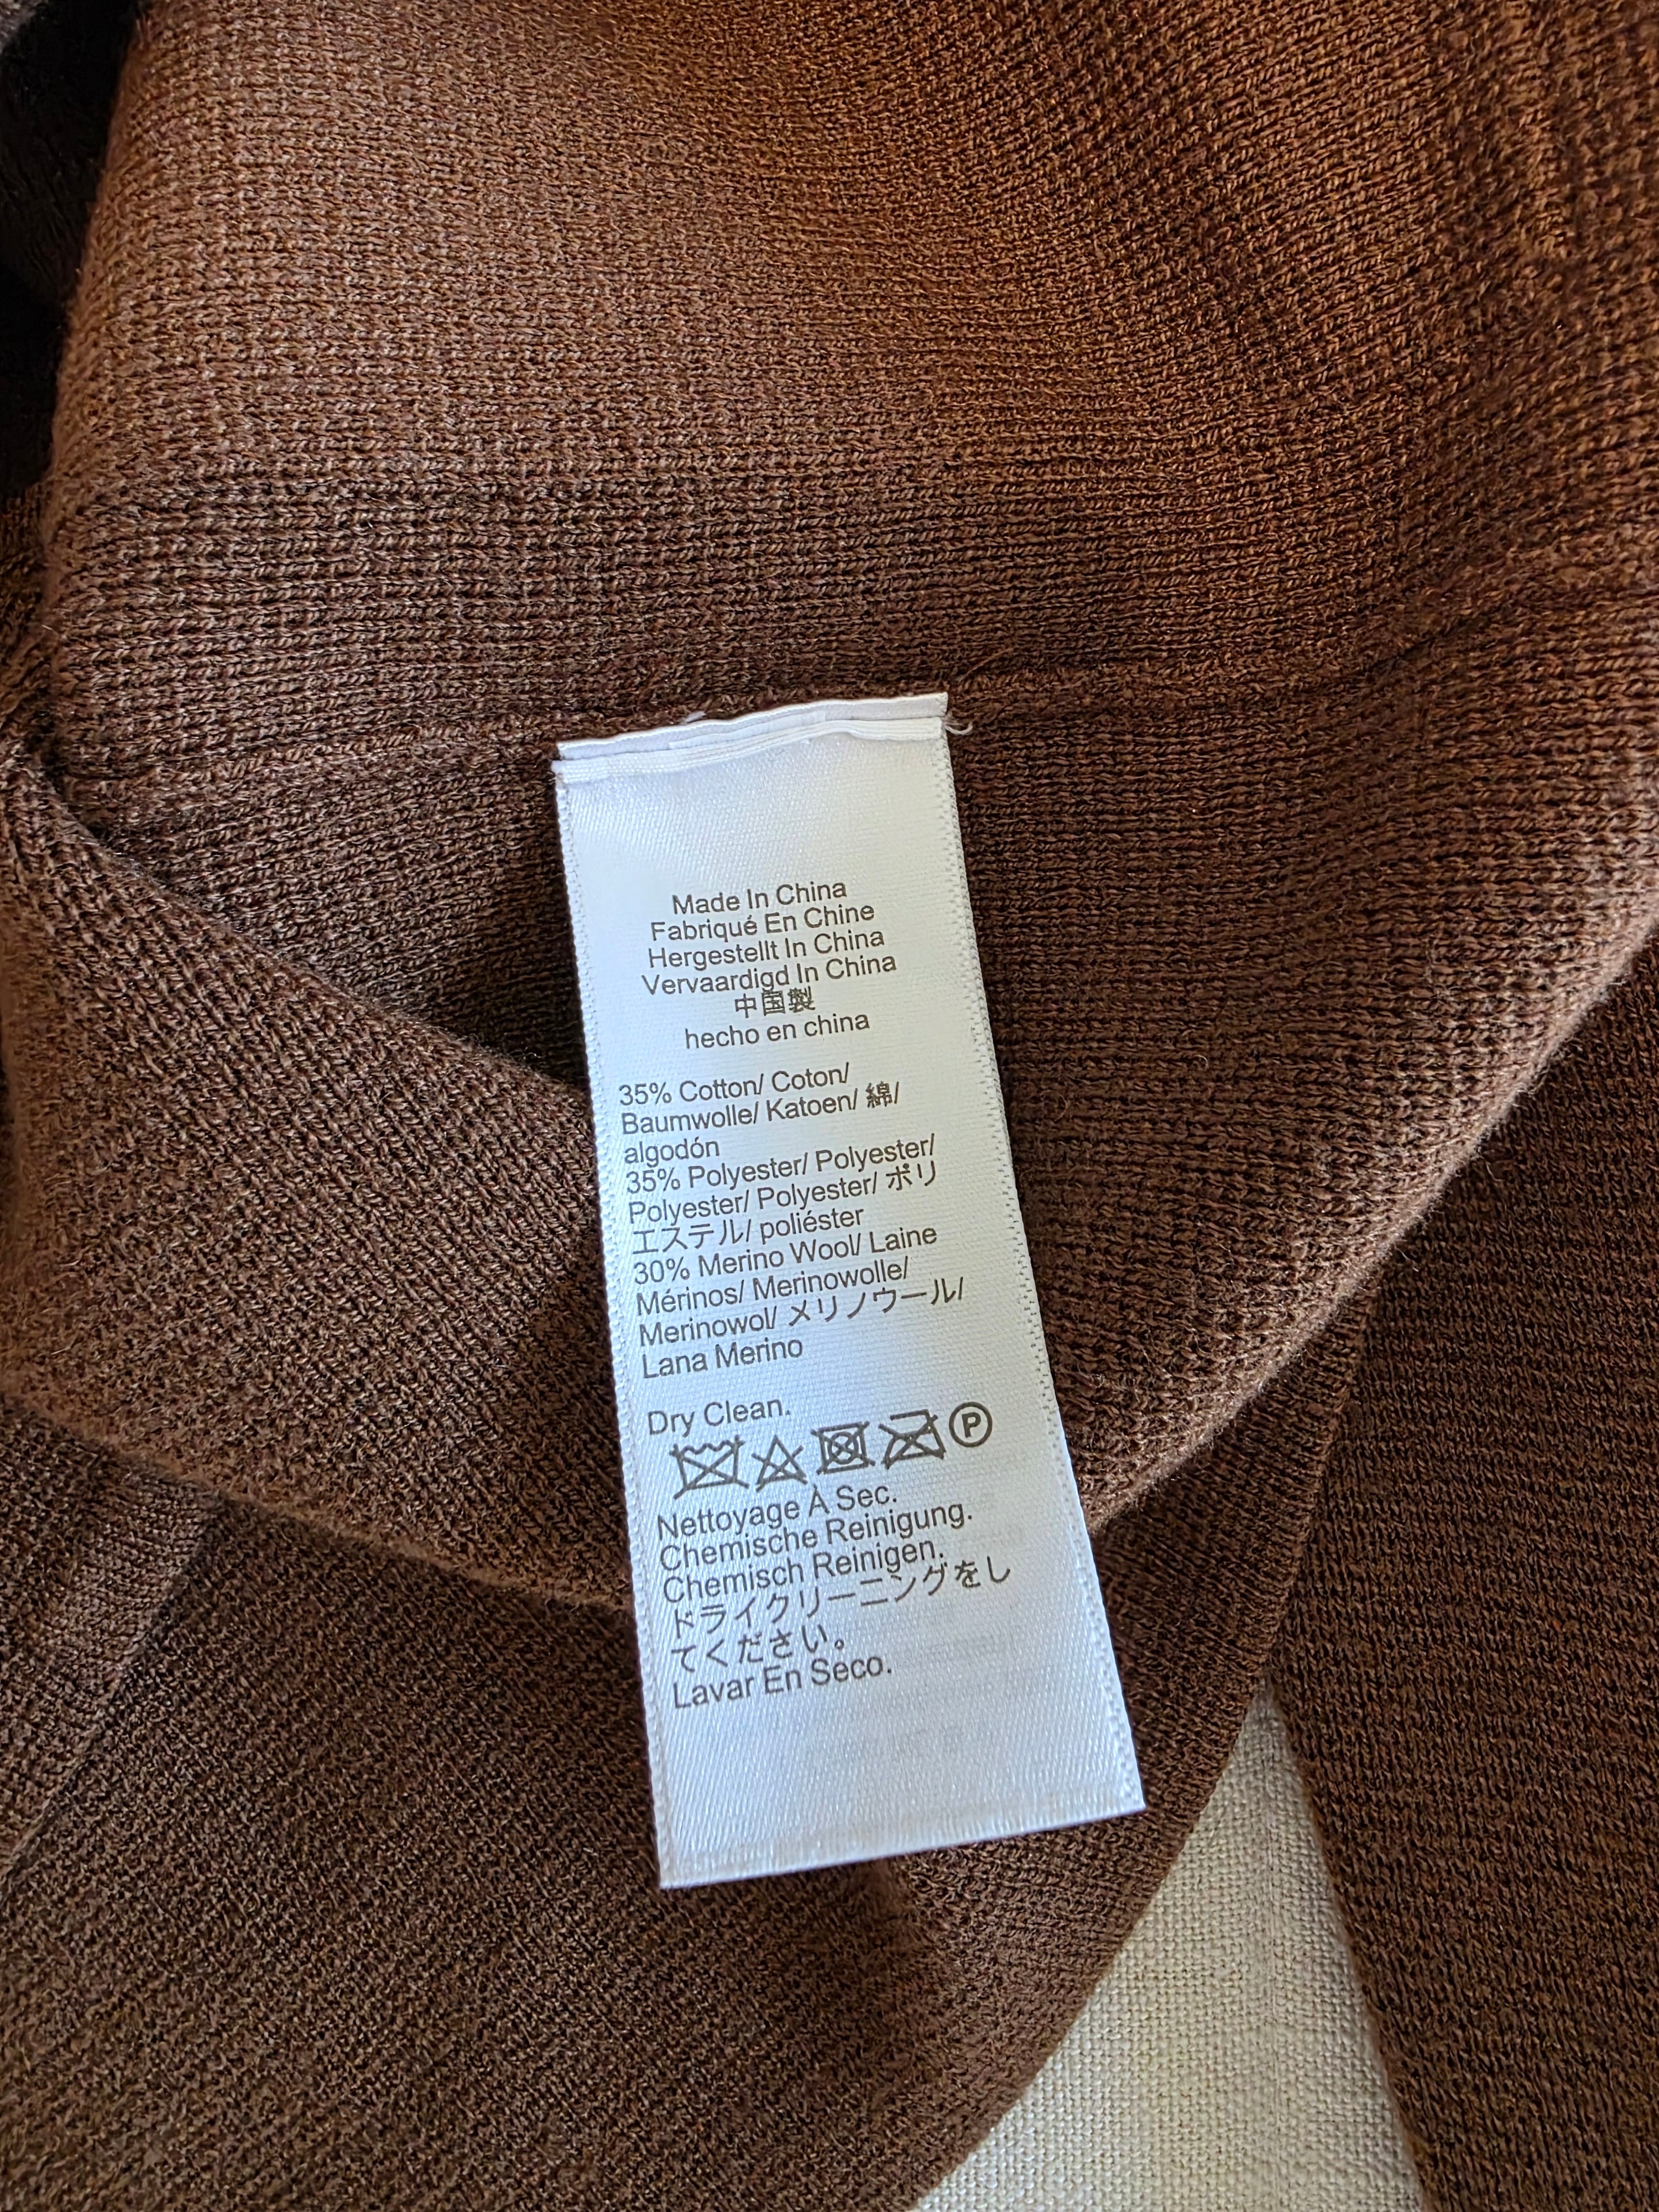 Made In China
Fabriqué En Chine
Hergestellt In China
Vervaardigd In China
中国製
hecho en china
35% Cotton/ Coton/
Baumwolle/ Katoen/ 綿/
algodón
35% Polyester/ Polyester/
Polyester/ Polyester/ ポリ
エステル/ poliéster
30% Merino Wool/ Laine
Mérinos/ Merinowolle/
Merinowol/ メリノウール/
Lana Merino
Dry Clean.
P
Nettoyage À Sec.
Chemische Reinigung.
Chemisch Reinigen.
ドライクリーニングをし
てください。
Lavar En Seco.